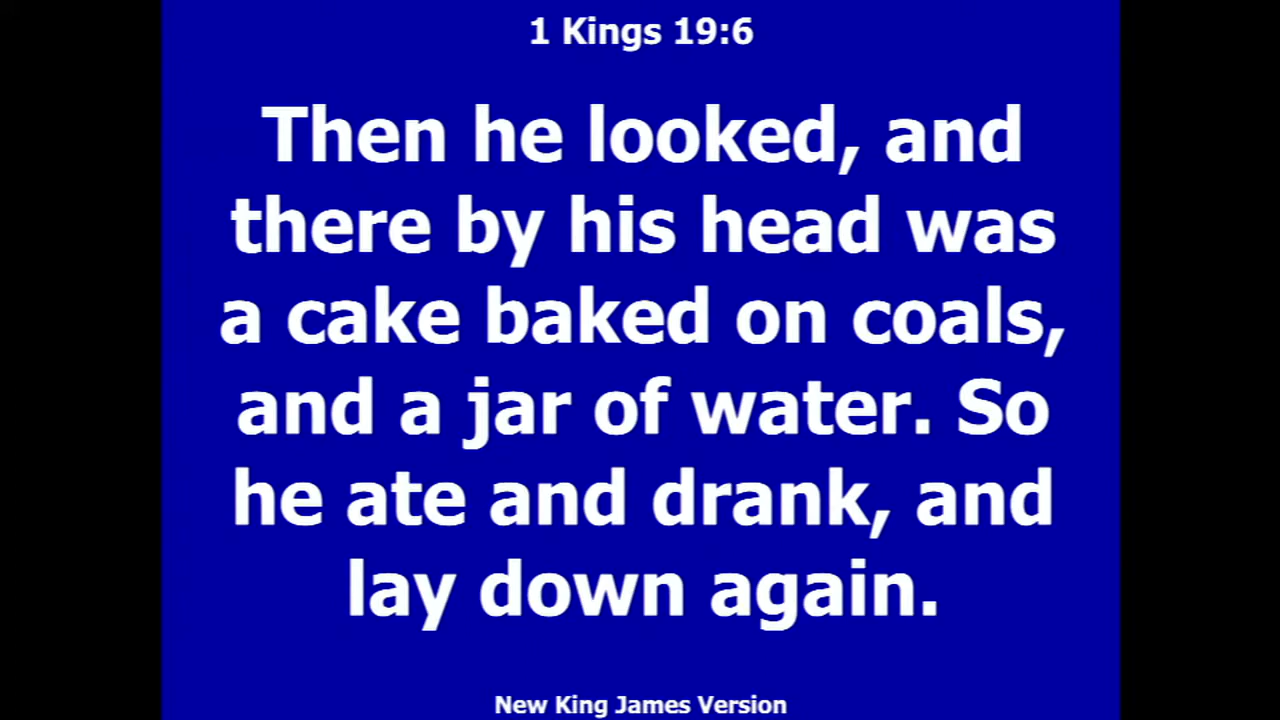 1 Kings 19:6
Then he looked, and
there by his head was
a cake baked on coals,
and a jar of water. So
he ate and drank, and
lay down again.
New King James Version